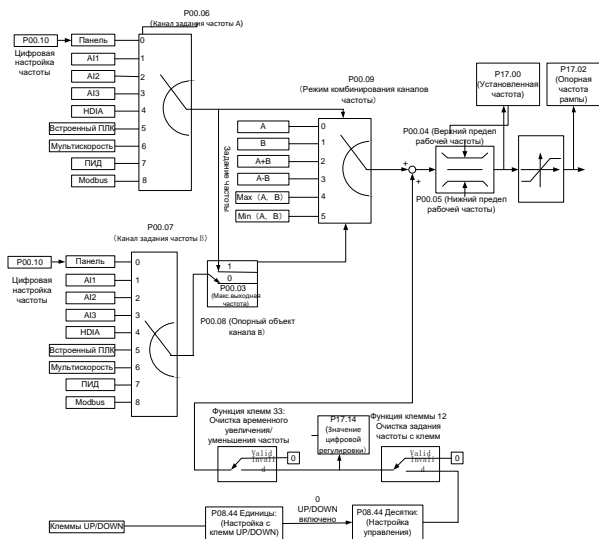 P00.06
(Канал задания частоты A)
P00.10
Цифровая
настройка
частоты
Панель
0
AI1
1
AI2
2
AI3
3
HDIA
4
Встроенный ПЛК
5
Мультискорость
6
ПИД
7
Modbus
8
P00.09
(Режим комбинирования каналов
частоты)
A
0
B
1
A+B
2
A-B
3
Max (A, B)
4
Min (A, B)
5
Задание
частоты
+
+
P00.04 (Верхний предел
рабочей частоты)
P00.05 (Нижний предел
рабочей частоты)
P17.00
(Установленная
частота)
P17.02
(Опорная
частота
рампы)
P00.07
(Канал задания частоты B)
P00.10
Цифровая
настройка
частоты
Панель
0
AI1
1
AI2
2
AI3
3
HDIA
4
Встроенный ПЛК
5
Мультискорость
6
ПИД
7
Modbus
8
1
0
P00.03
(Макс.выходная
частота)
P00.08 (Опорный объект
канала в)
Функция клемм 33:
Очистка временного
увеличения/
уменьшения частоты
Valid
Invali
d
0
P17.14
(Значение
цифровой
регулировки)
Функция клеммы 12
Очистка задания
частоты с клемм
Valid
Invali
d
0
Клеммы UP/DOWN
P08.44 Единицы:
(Настройка с
клемм UP/DOWN)
0
UP/DOWN
включено
P08.44 Десятки:
(Настройка
управления)